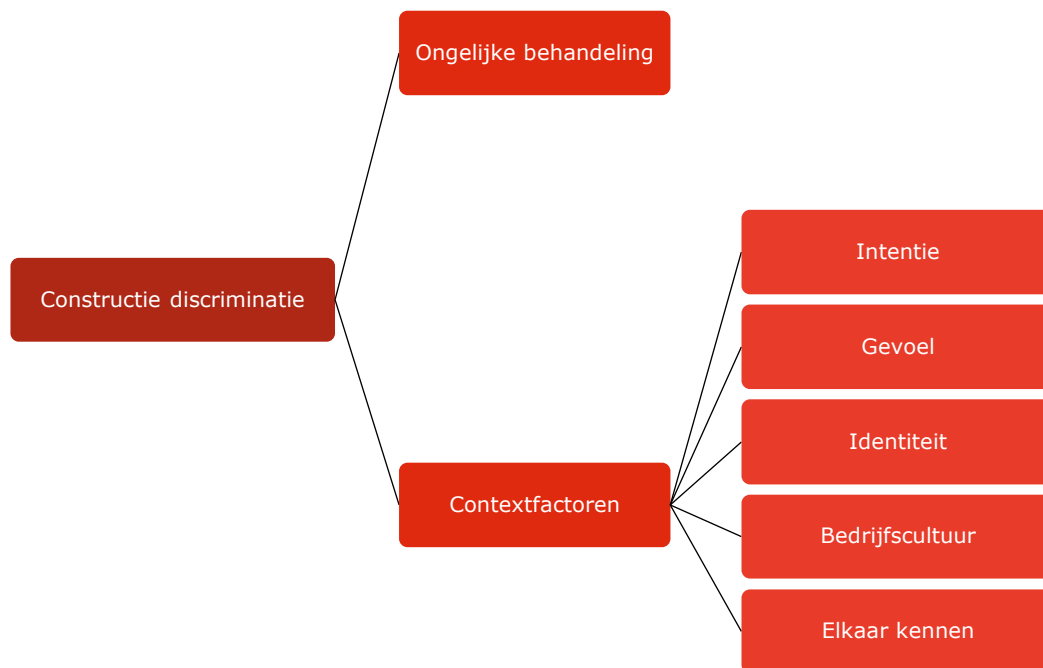 Ongelijke behandeling
Constructie discriminatie
Contextfactoren
Intentie
Gevoel
Identiteit
Bedrijfscultuur
Elkaar kennen